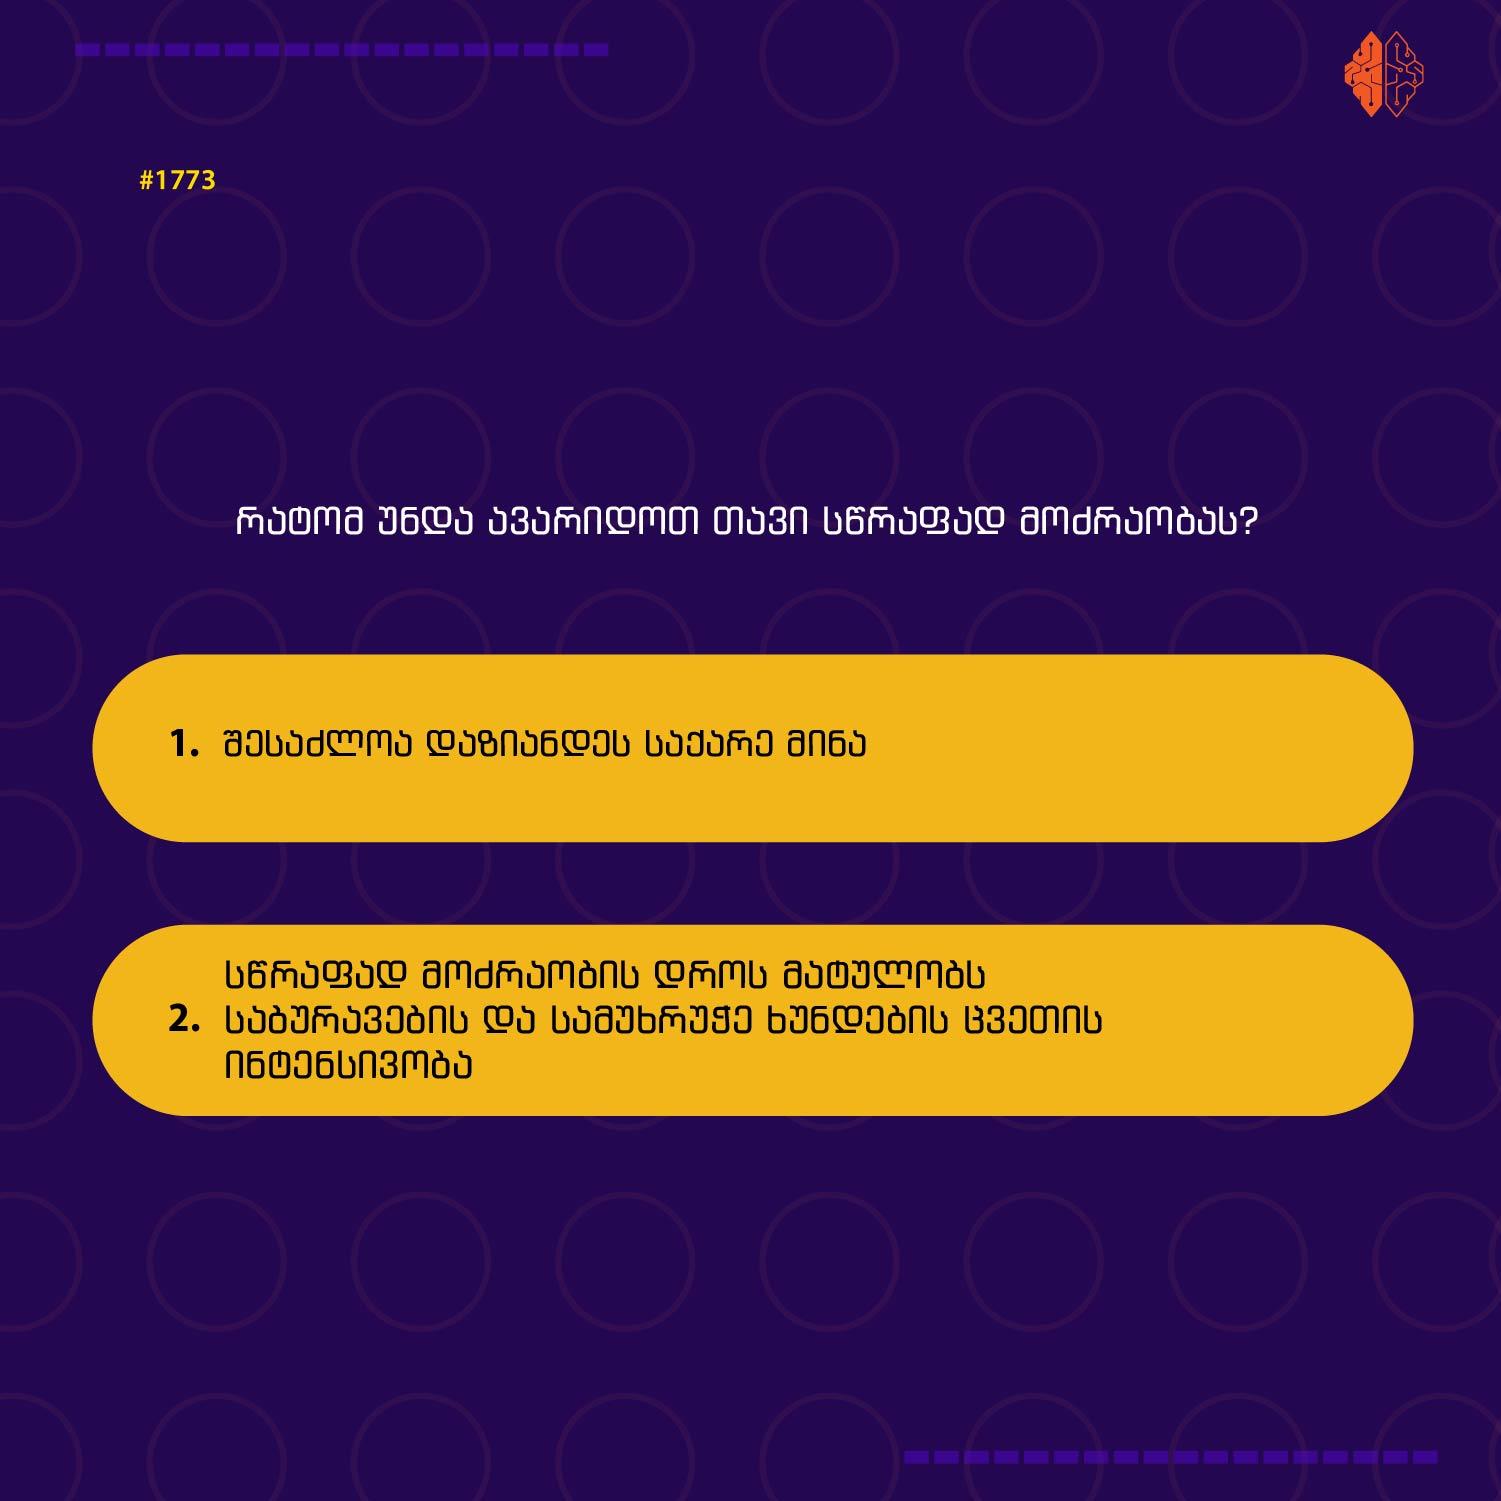 #1773
რატომ უნდა ავარიდოთ თავი სწრაფად მოძრაობას?
1. შესაძლოა დაზიანდეს საქარე მინა
სწრაფად მოძრაობის დროს მატულობს
2. საბურავების და სამუხრუჭე ხუნდების ცვეთის
ინტენსივობა